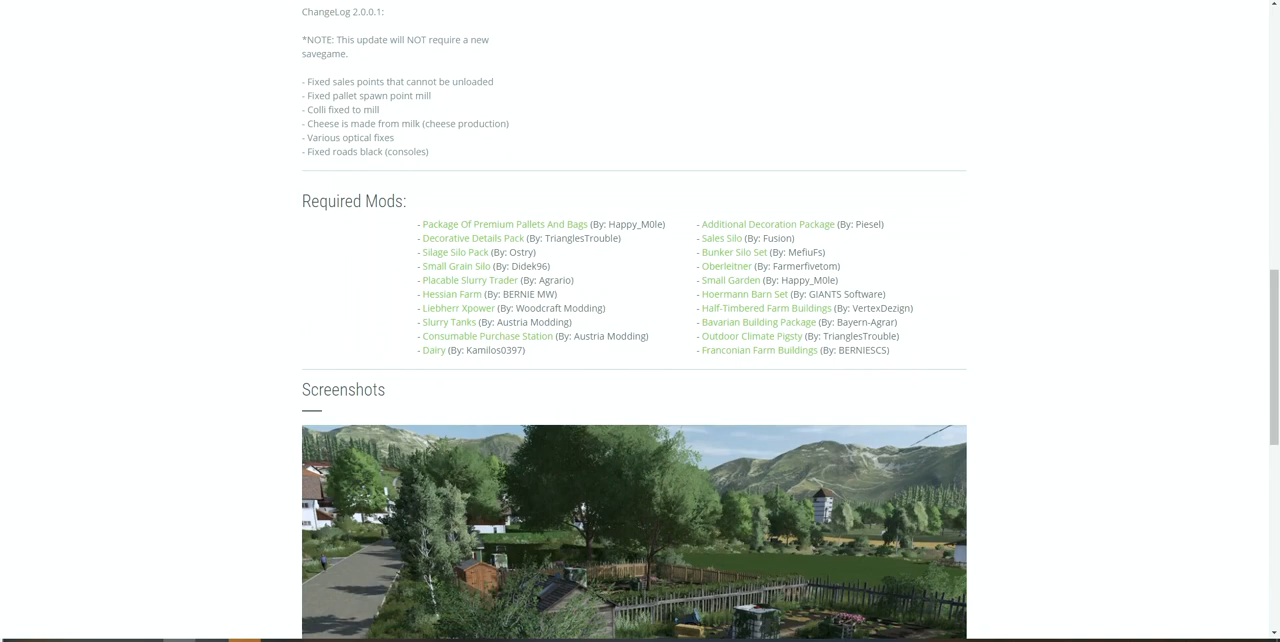 ChangeLog 2.0.0.1:
*NOTE: This update will NOT require a new
savegame.
- Fixed sales points that cannot be unloaded
- Fixed pallet spawn point mill
- Colli fixed to mill
- Cheese is made from milk (cheese production)
- Various optical fixes
- Fixed roads black (consoles)
Required Mods:
- Package Of Premium Pallets And Bags (By: Happy_M0le)
- Decorative Details Pack (By: TrianglesTrouble)
- Silage Silo Pack (By: Ostry)
- Small Grain Silo (By: Didek96)
- Placable Slurry Trader (By: Agrario)
- Hessian Farm (By: BERNIE MW)
- Liebherr Xpower (By: Woodcraft Modding)
- Slurry Tanks (By: Austria Modding)
- Consumable Purchase Station (By: Austria Modding)
- Dairy (By: Kamilos0397)
- Additional Decoration Package (By: Piesel)
- Sales Silo (By: Fusion)
- Bunker Silo Set (By: MefiuFs)
- Oberleitner (By: Farmerfivetom)
- Small Garden (By: Happy_M0le)
- Hoermann Barn Set (By: GIANTS Software)
- Half-Timbered Farm Buildings (By: VertexDezign)
- Bavarian Building Package (By: Bayern-Agrar)
- Outdoor Climate Pigsty (By: TrianglesTrouble)
- Franconian Farm Buildings (By: BERNIESCS)
Screenshots